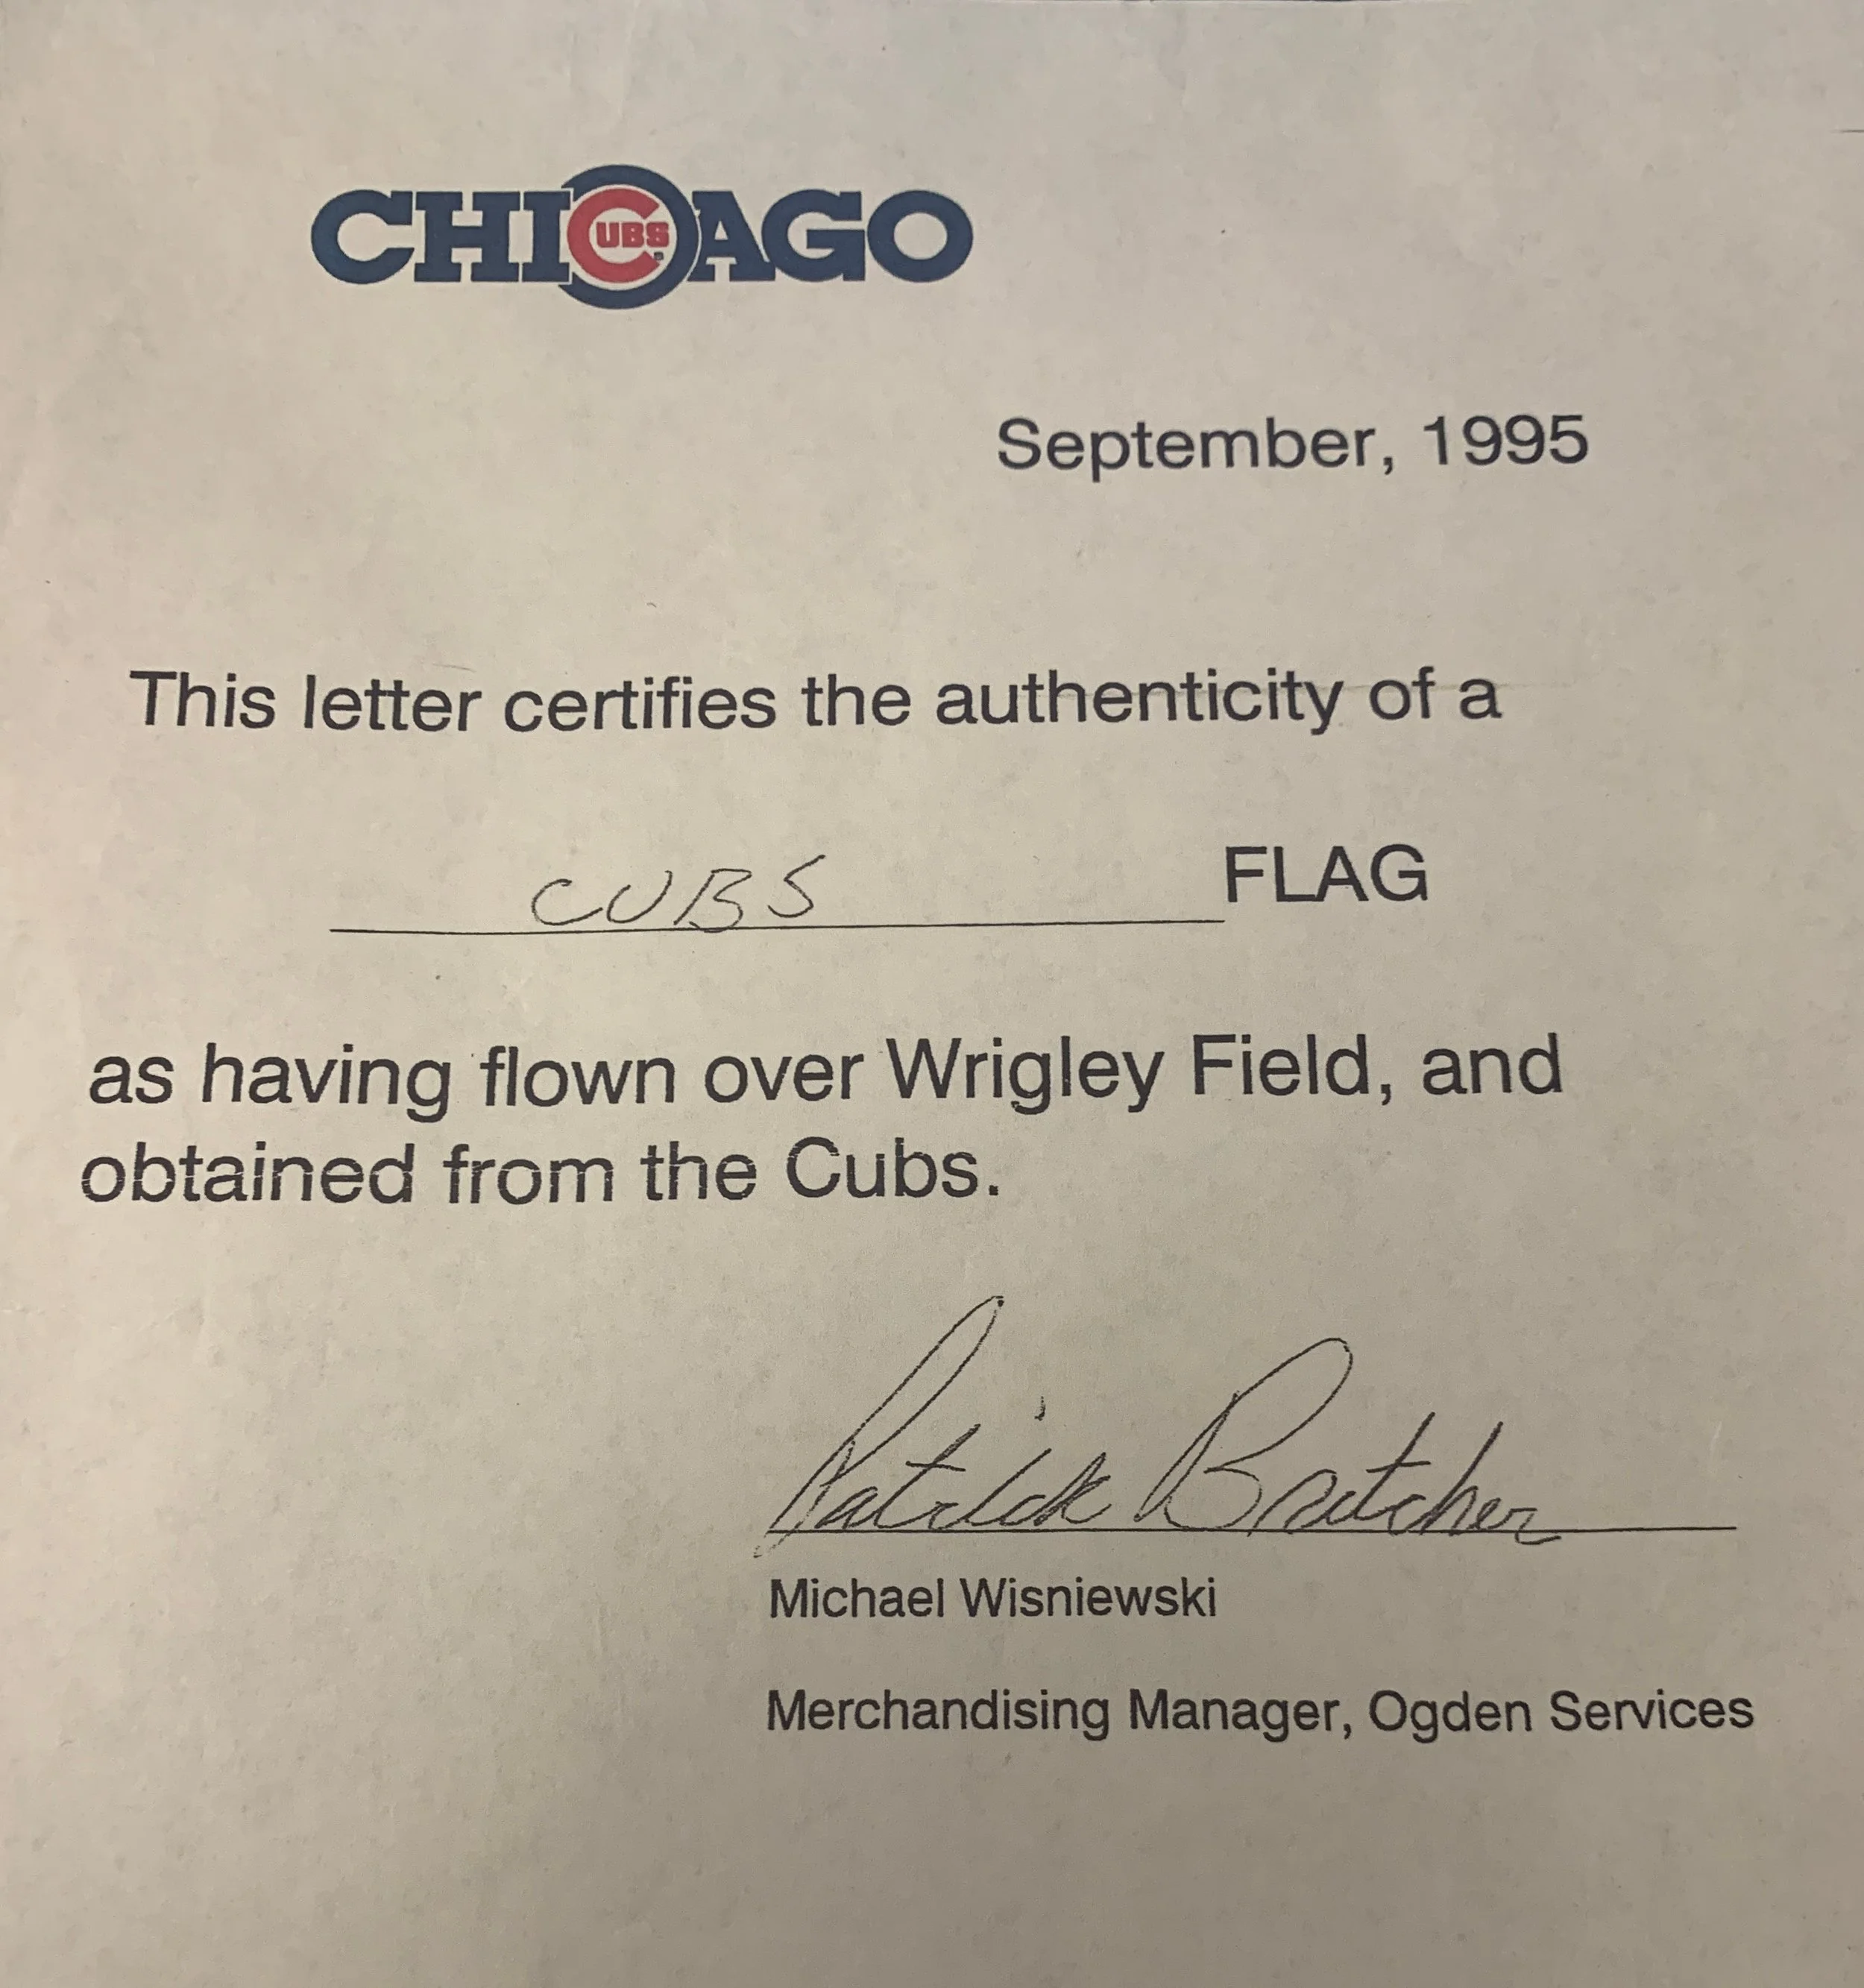 CHICAGO
CUBS
September, 1995
This letter certifies the authenticity of a
CUBS FLAG
as having flown over Wrigley Field, and
obtained from the Cubs.
Patrick Bratcher
Michael Wisniewski
Merchandising Manager, Ogden Services